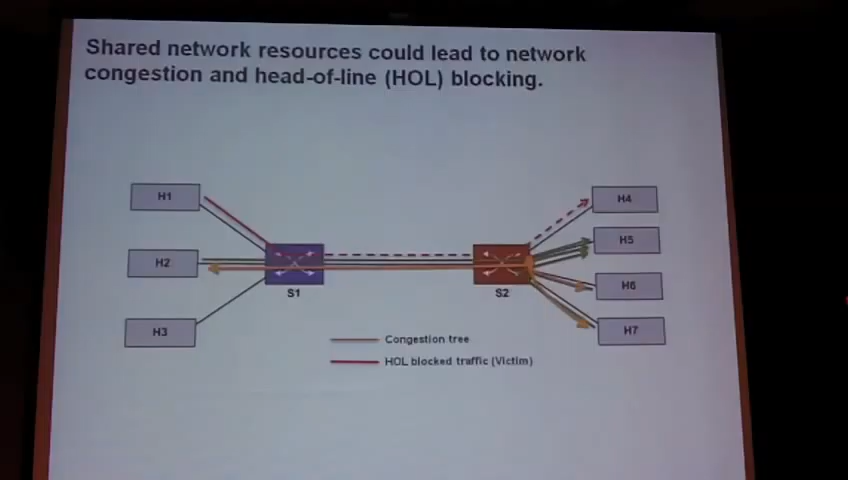 Shared network resources could lead to network
congestion and head-of-line (HOL) blocking.
H1
H4
H5
H2
H6
S1
S2
H3
H7
Congestion tree
HOL blocked traffic (Victim)